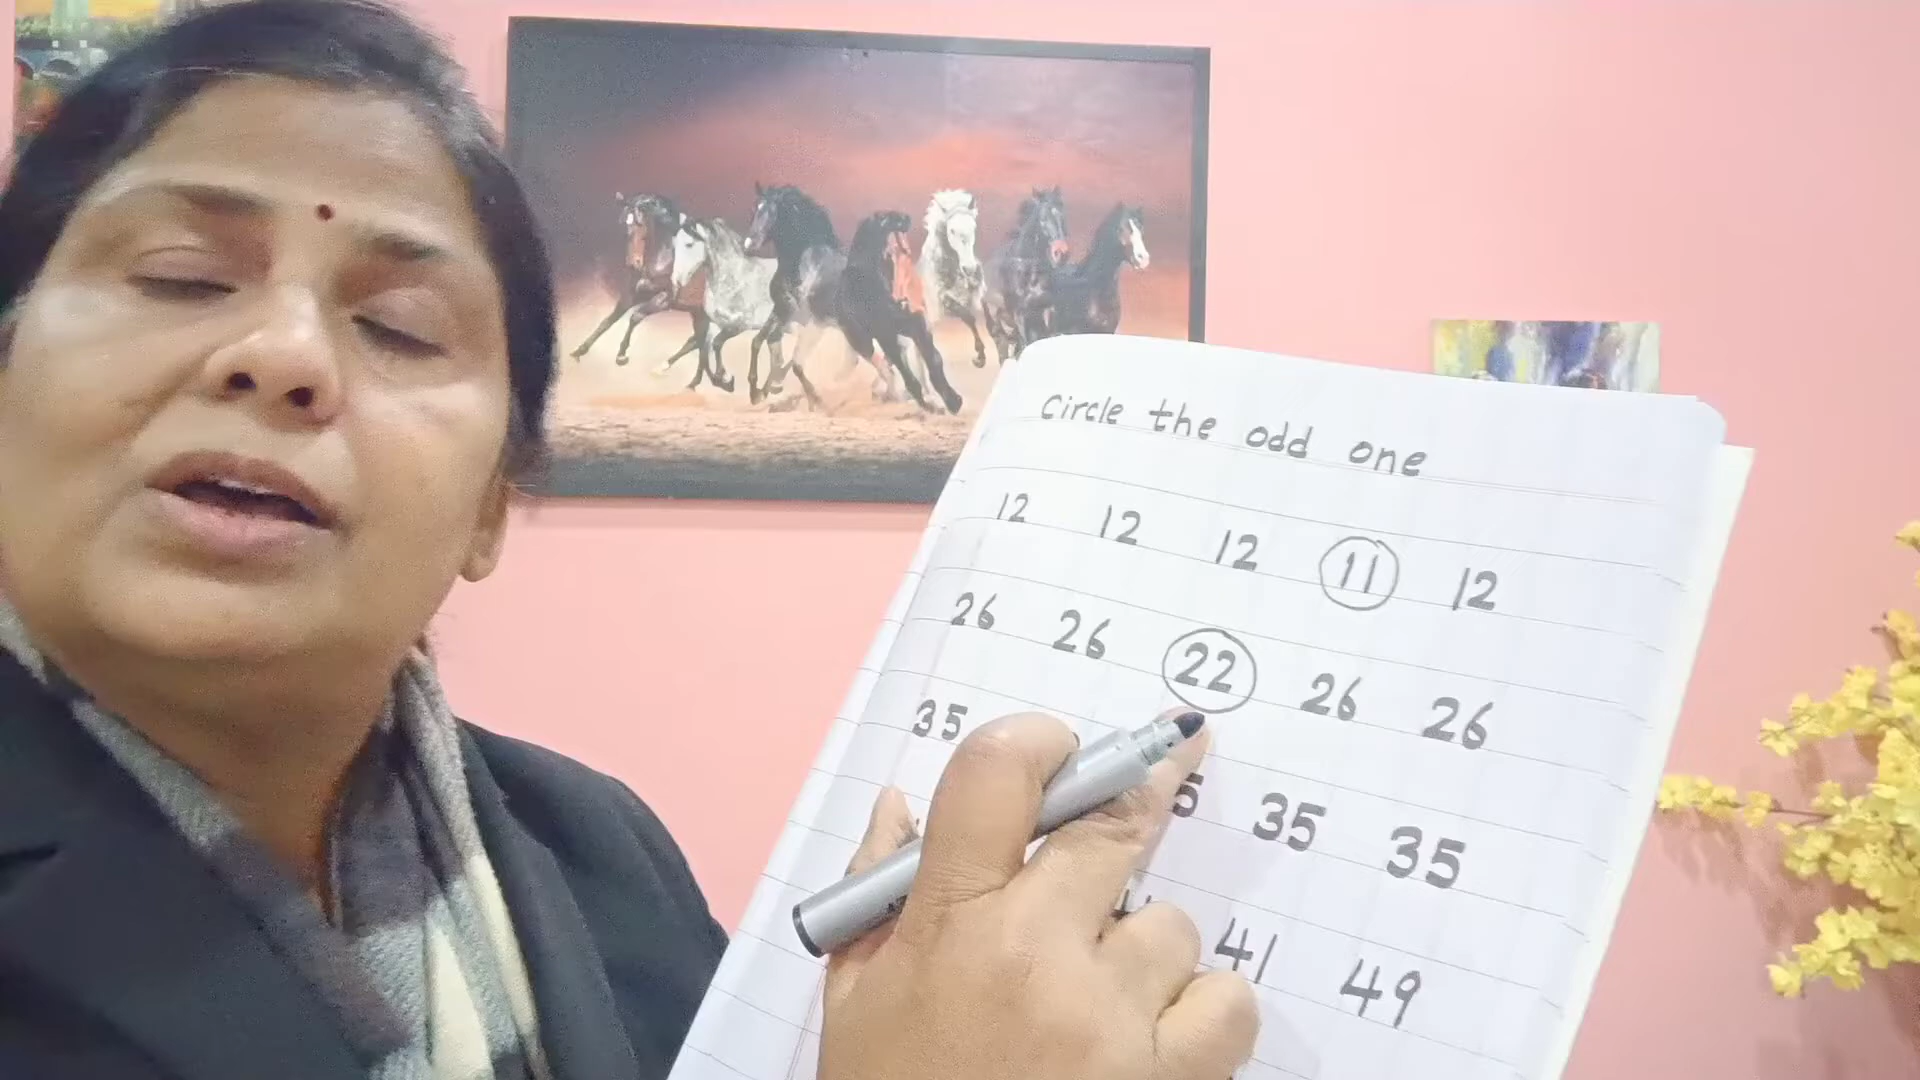 Circle the odd one
12 12 12 11 12
26 26 22 26 26
35 35 35
41 49